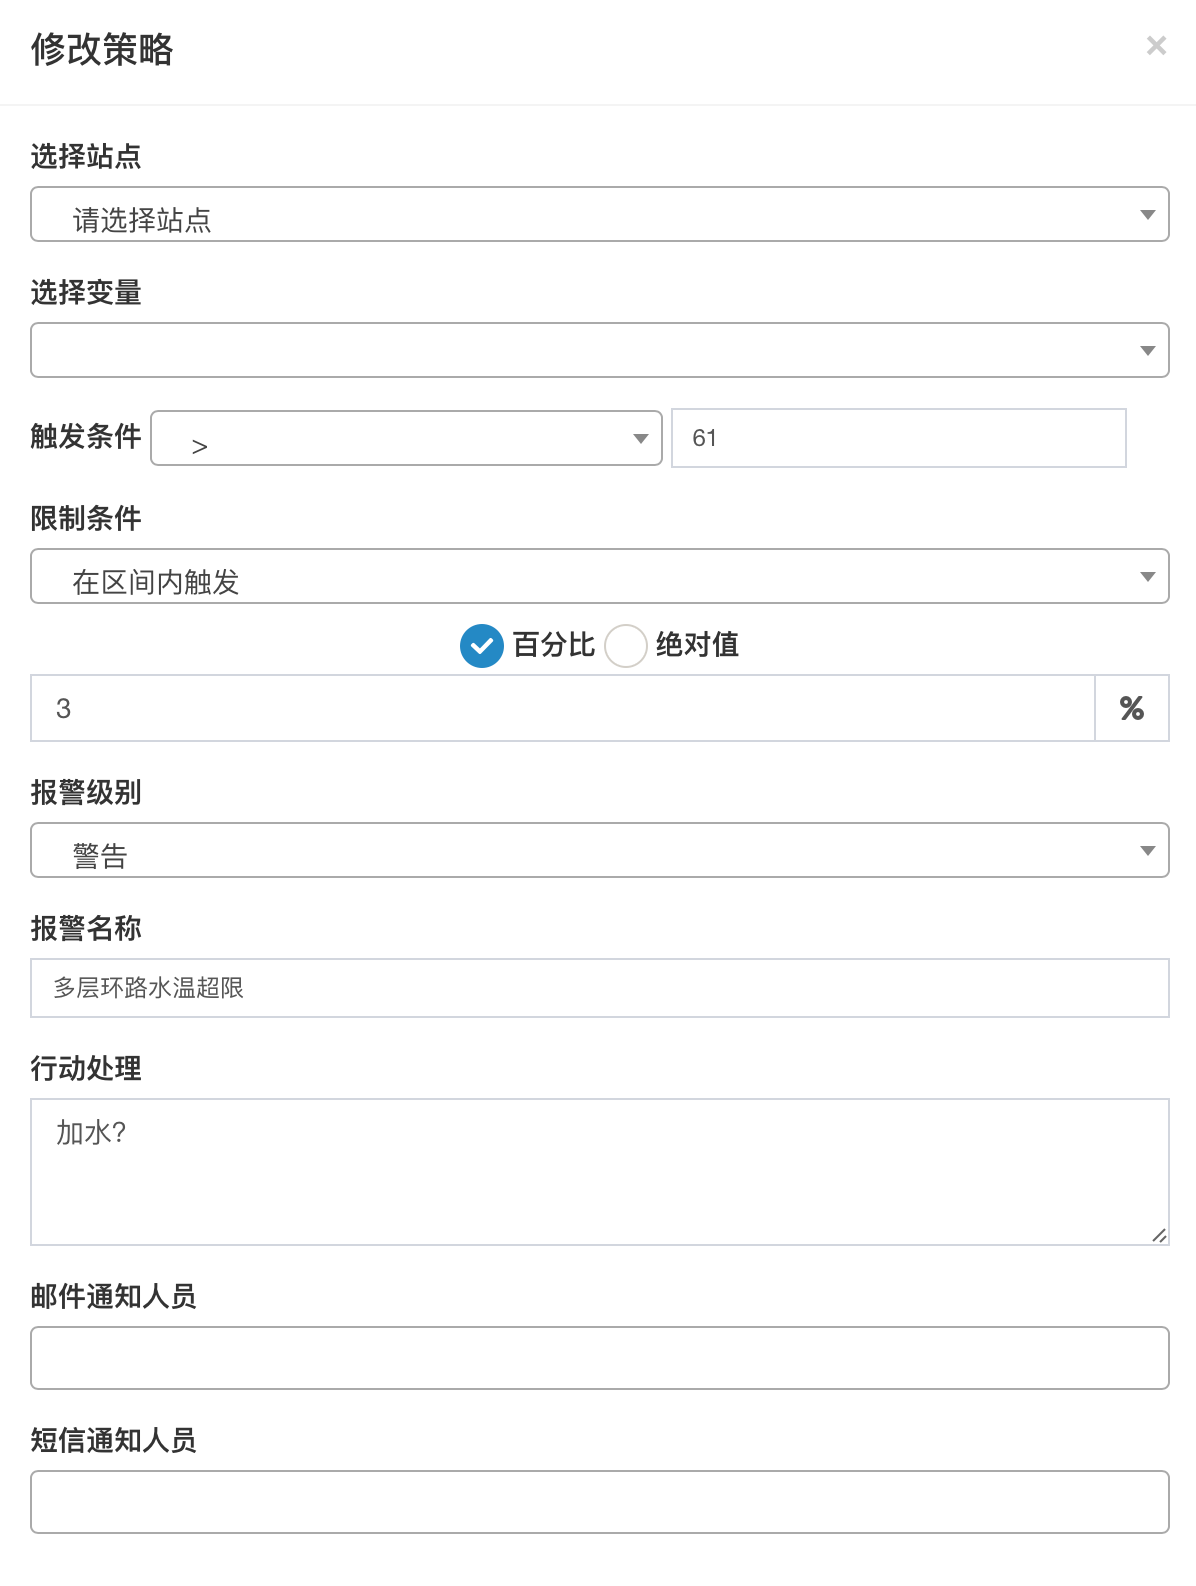 修改策略
选择站点
请选择站点
选择变量
触发条件 > 61
限制条件
在区间内触发
百分比 绝对值
3 %
报警级别
警告
报警名称
多层环路水温超限
行动处理
加水?
邮件通知人员
短信通知人员